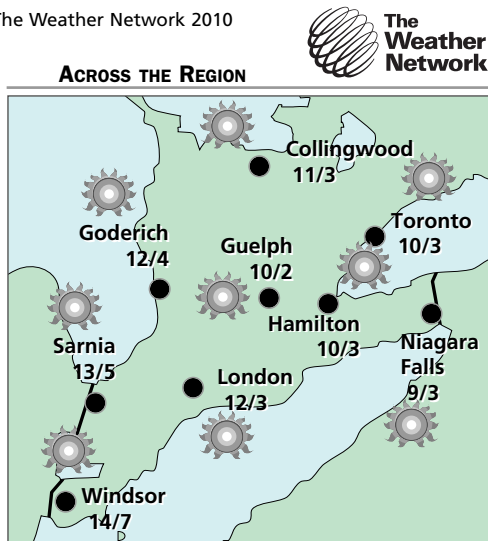 The Weather Network 2010
The
Weather
Network
ACROSS THE REGION
Collingwood
11/3
Toronto
10/3
Goderich
12/4
Guelph
10/2
Hamilton
10/3
Niagara
Falls
9/3
Sarnia
13/5
London
12/3
Windsor
14/7